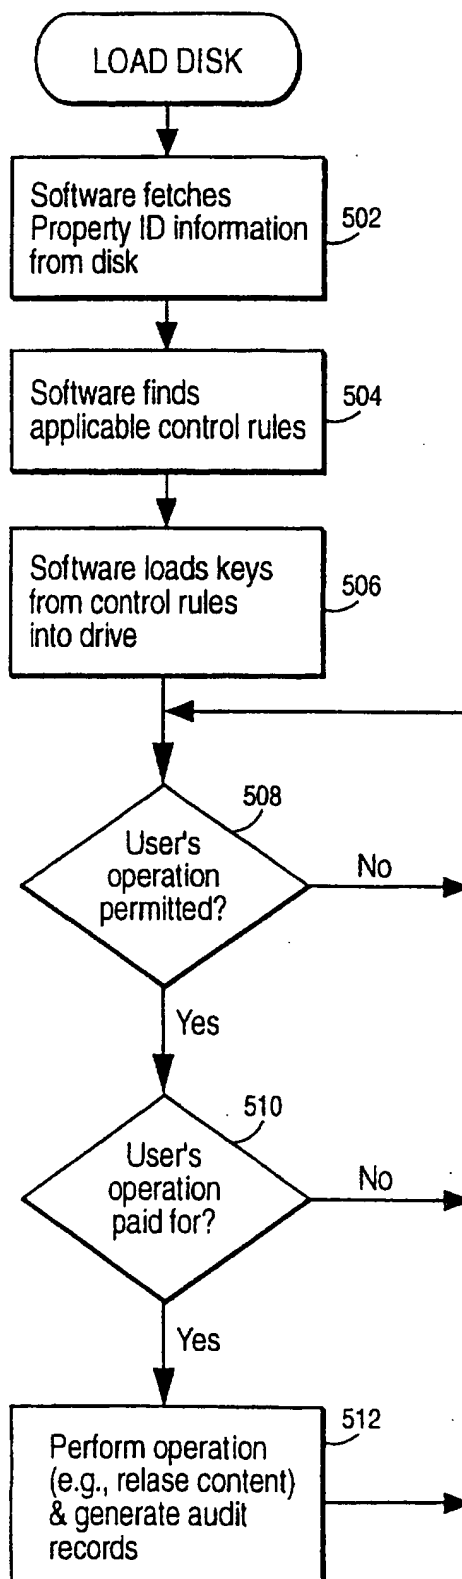 LOAD DISK
Software fetches
Property ID information
from disk
502
Software finds
applicable control rules
504
Software loads keys
from control rules
into drive
506
508
User's
operation
permitted?
No
Yes
510
User's
operation
paid for?
No
Yes
512
Perform operation
(e.g., relase content)
& generate audit
records